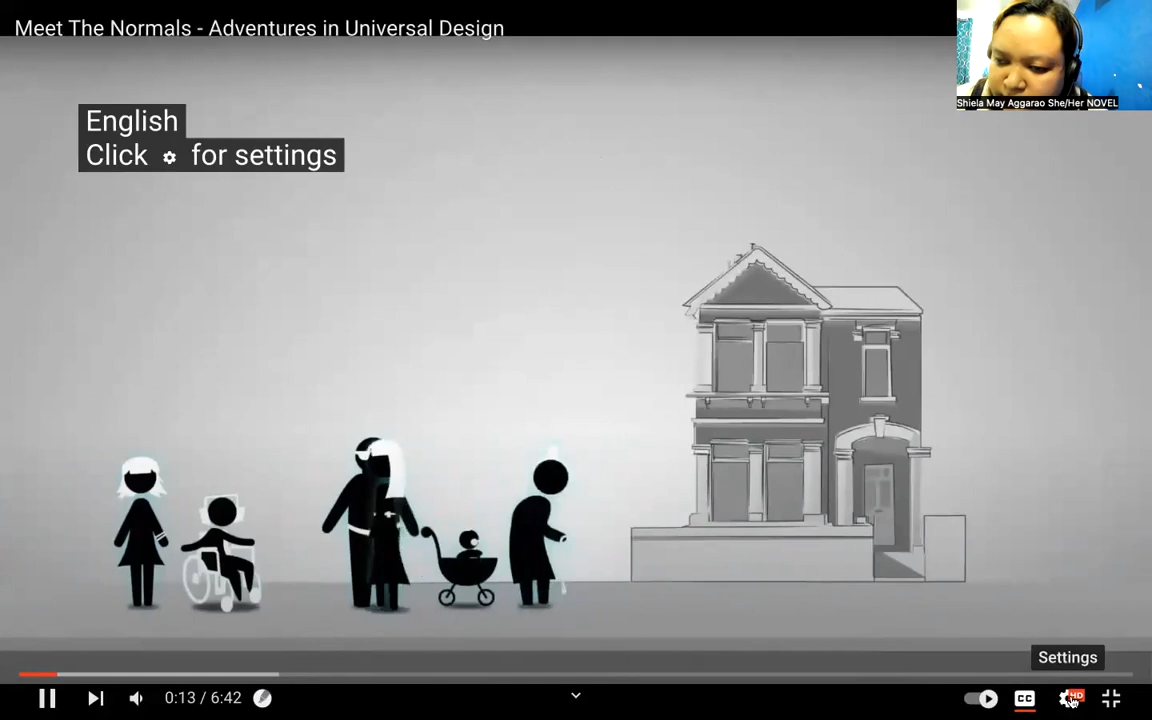 Meet The Normals - Adventures in Universal Design
Shiela May Aggarao She/Her NOVEL
English
Click for settings
Settings
0:13 / 6:42
CC
HD